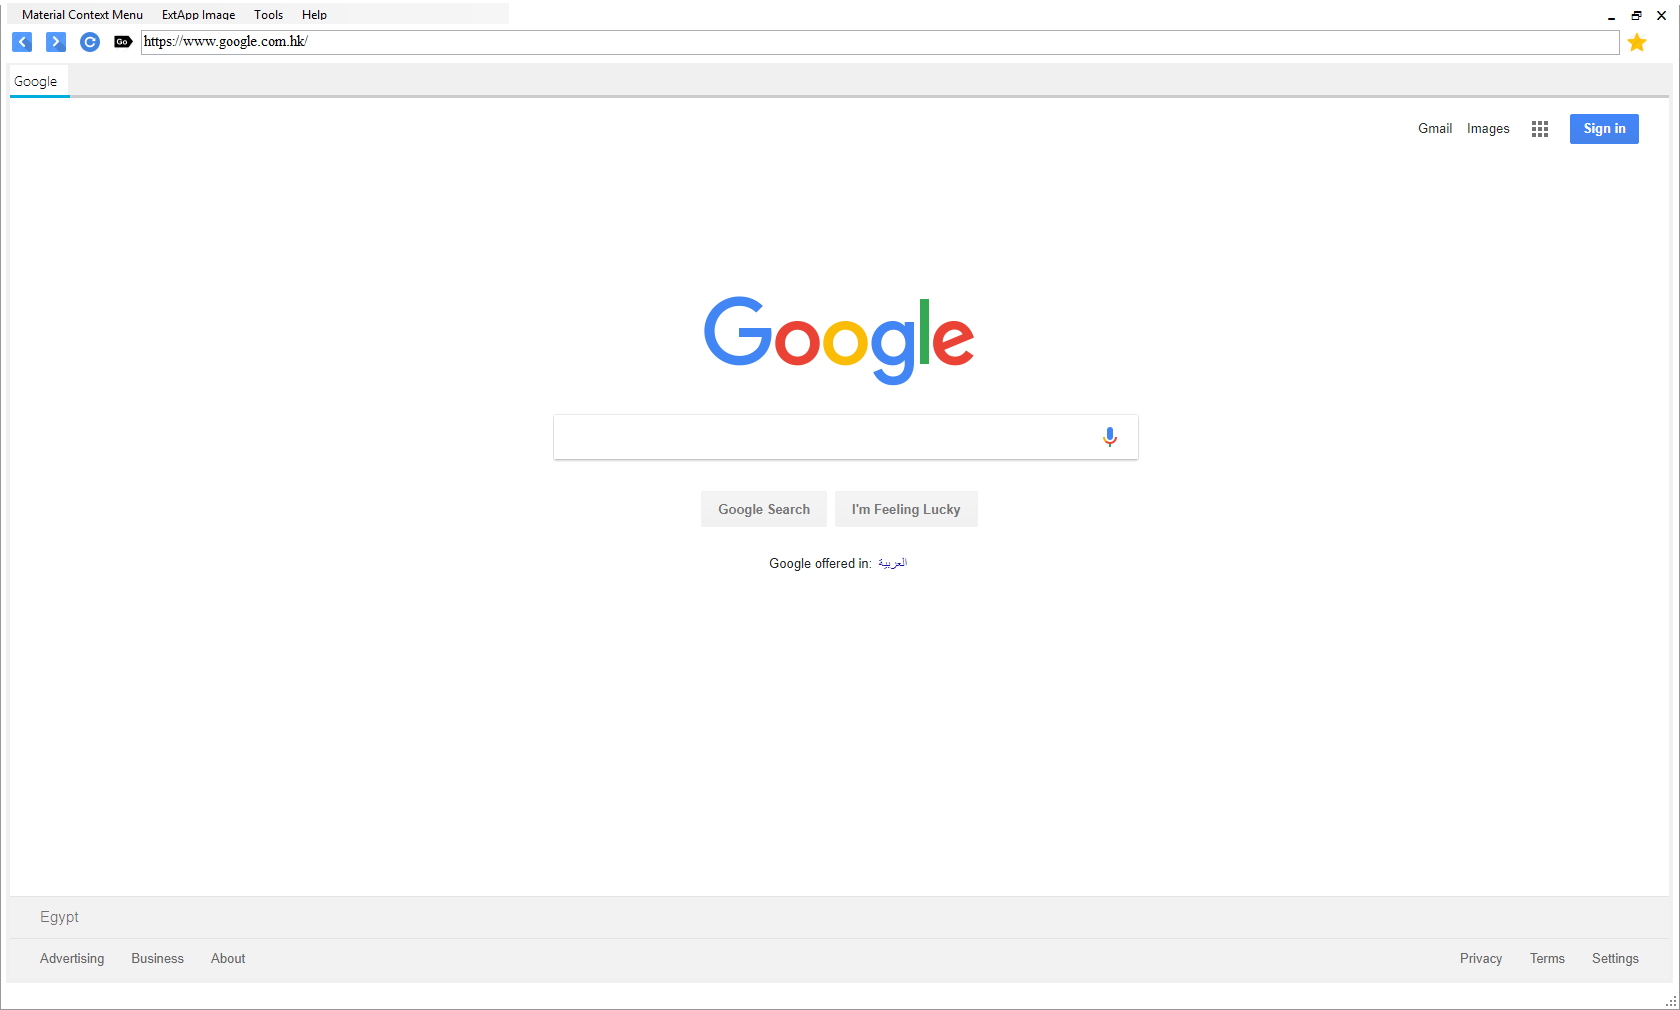 Material Context Menu ExtApp Image Tools Help
Go https://www.google.com.hk/
Google
Gmail Images Sign in
Google
Google Search I'm Feeling Lucky
Google offered in: العربية
Egypt
Advertising Business About Privacy Terms Settings